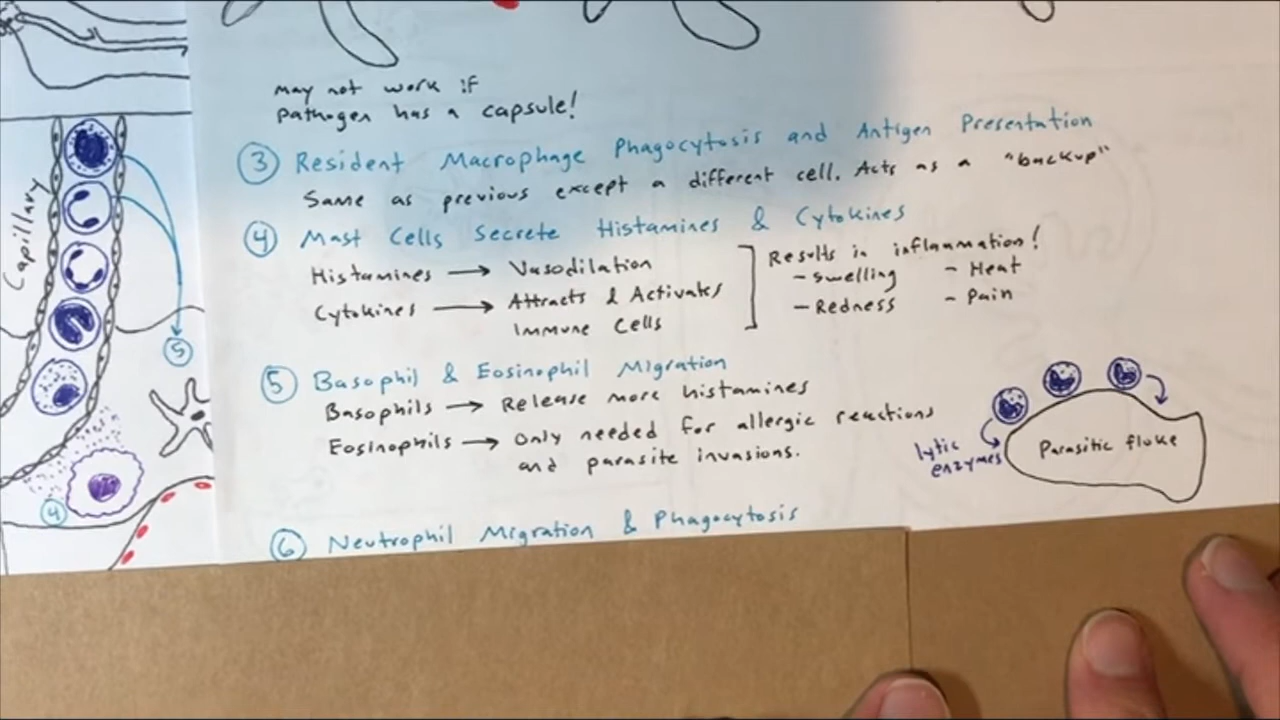 may not work if
pathogen has a capsule!
③ Resident Macrophage Phagocytosis and Antigen Presentation
Same as previous except a different cell. Acts as a "backup"
④ Mast Cells Secrete Histamines & Cytokines
Histamines → Vasodilation
Cytokines → Attracts & Activates
Immune Cells
Results in inflammation!
- Swelling - Heat
- Redness - Pain
⑤ Basophil & Eosinophil Migration
Basophils → Release more histamines
Eosinophils → Only needed for allergic reactions
and parasite invasions.
lytic
enzymes
Parasitic fluke
⑥ Neutrophil Migration & Phagocytosis
Capillary
5
4